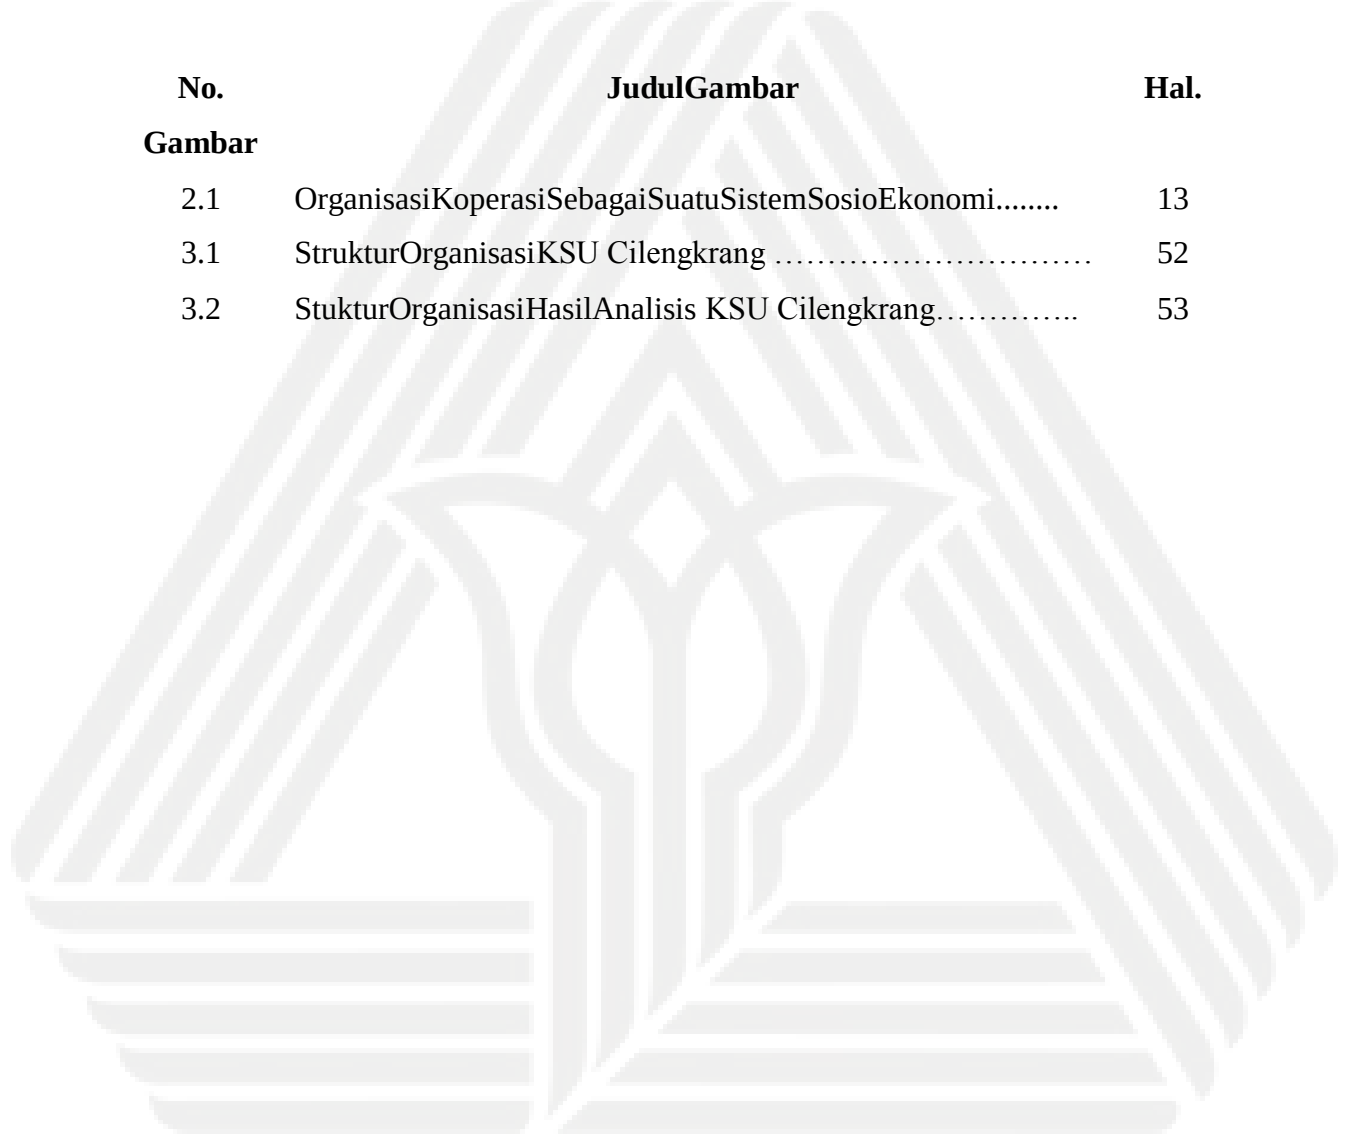 No. JudulGambar Hal.
Gambar
2.1 OrganisasiKoperasiSebagaiSuatuSistemSosioEkonomi........ 13
3.1 StrukturOrganisasiKSU Cilengkrang ………………………… 52
3.2 StukturOrganisasiHasilAnalisis KSU Cilengkrang………….. 53